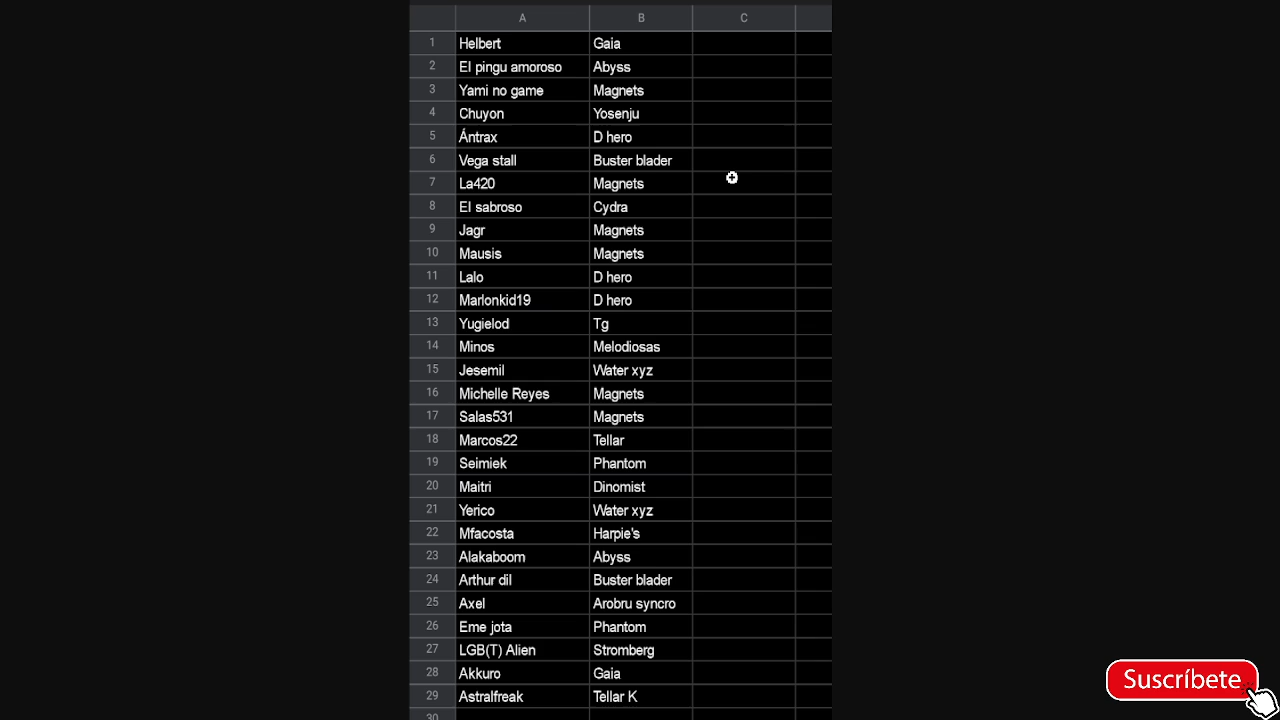 A B C
1 Helbert Gaia
2 El pingu amoroso Abyss
3 Yami no game Magnets
4 Chuyon Yosenju
5 Ántrax D hero
6 Vega stall Buster blader
7 La420 Magnets
8 El sabroso Cydra
9 Jagr Magnets
10 Mausis Magnets
11 Lalo D hero
12 Marlonkid19 D hero
13 Yugielod Tg
14 Minos Melodiosas
15 Jesemil Water xyz
16 Michelle Reyes Magnets
17 Salas531 Magnets
18 Marcos22 Tellar
19 Seimiek Phantom
20 Maitri Dinomist
21 Yerico Water xyz
22 Mfacosta Harpie's
23 Alakaboom Abyss
24 Arthur dil Buster blader
25 Axel Arobru syncro
26 Eme jota Phantom
27 LGB(T) Alien Stromberg
28 Akkuro Gaia
29 Astralfreak Tellar K
30
Suscríbete